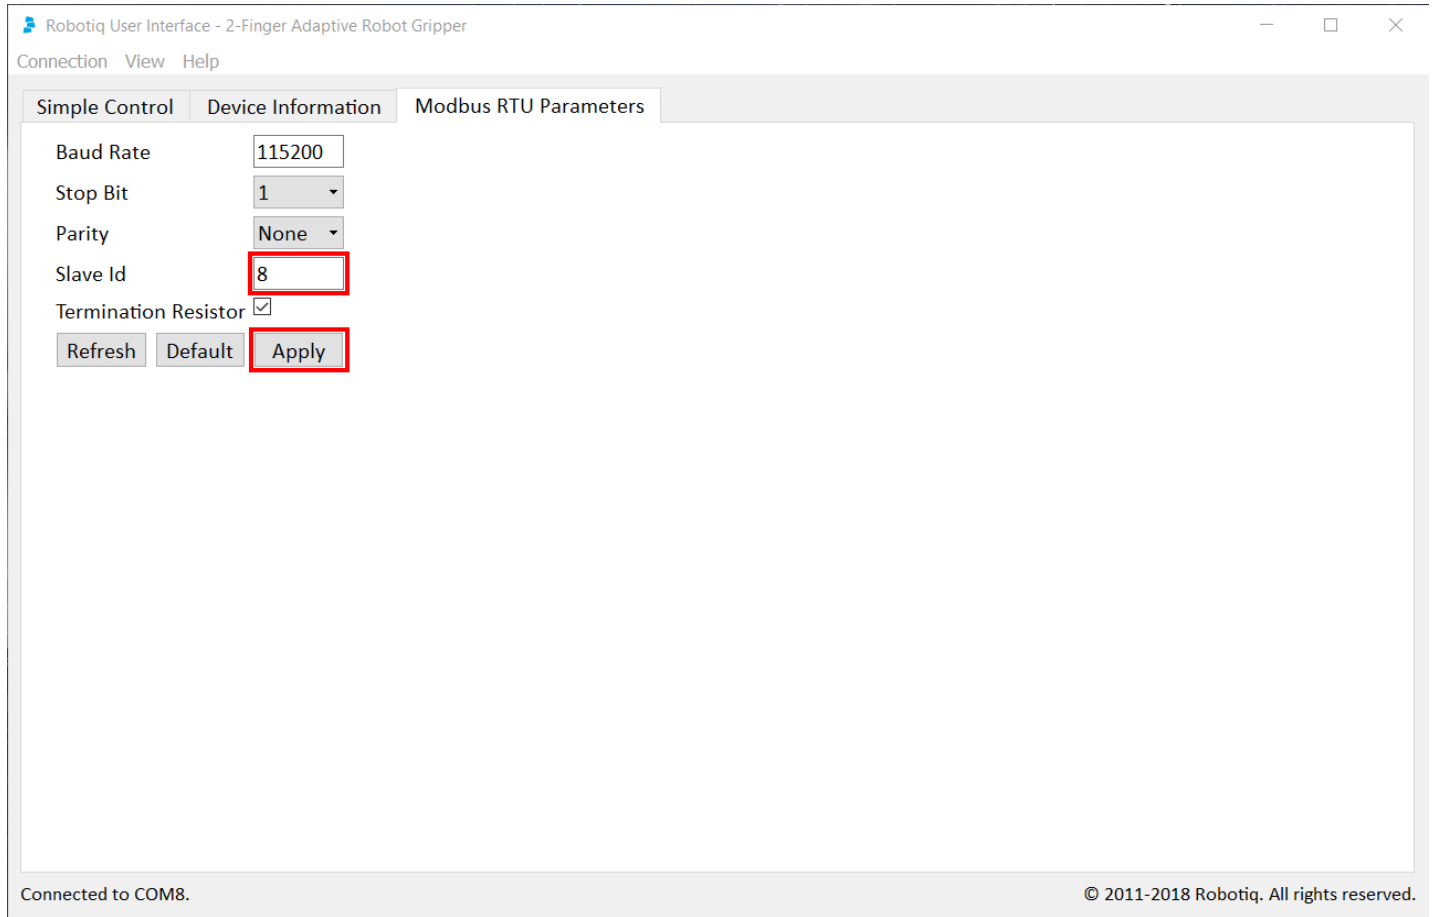 Robotiq User Interface - 2-Finger Adaptive Robot Gripper
Connection View Help
Simple Control Device Information Modbus RTU Parameters
Baud Rate 115200
Stop Bit 1
Parity None
Slave Id 8
Termination Resistor
Refresh Default Apply
Connected to COM8. © 2011-2018 Robotiq. All rights reserved.